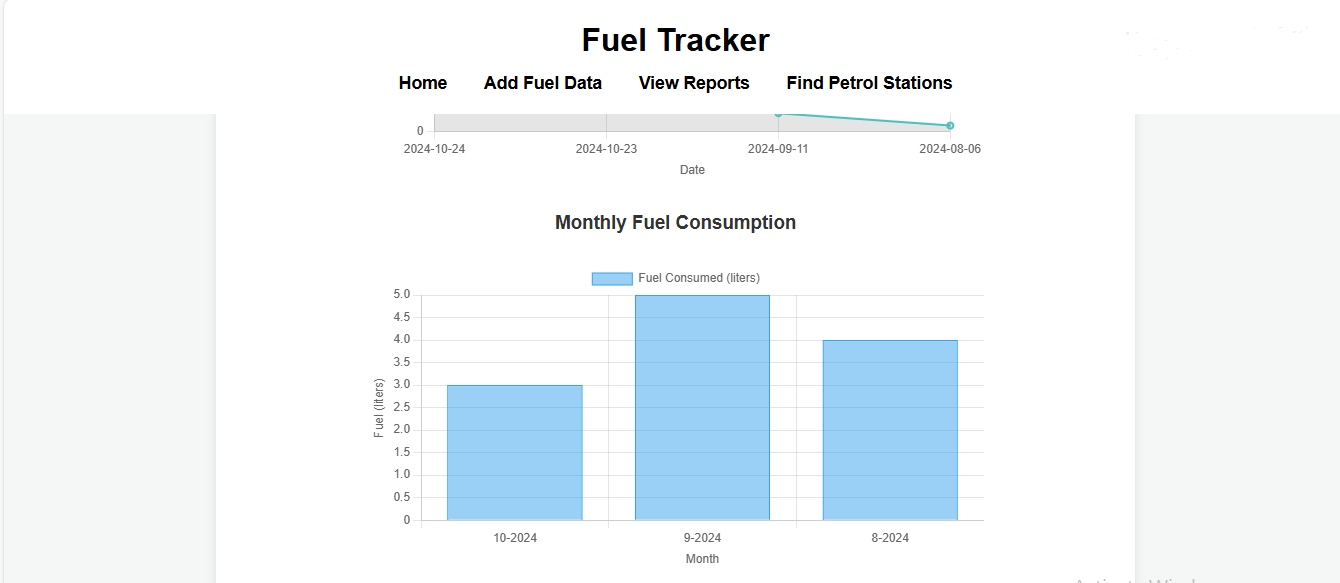 Fuel Tracker
Home Add Fuel Data View Reports Find Petrol Stations
0
2024-10-24 2024-10-23 2024-09-11 2024-08-06
Date
Monthly Fuel Consumption
Fuel Consumed (liters)
5.0
4.5
4.0
3.5
3.0
2.5
2.0
1.5
1.0
0.5
0
Fuel (liters)
10-2024 9-2024 8-2024
Month